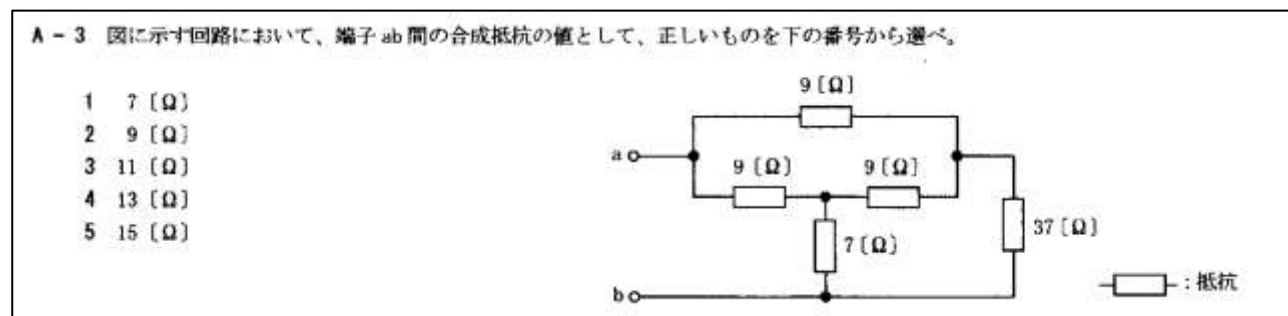 A － 3 図に示す回路において、端子 ab 間の合成抵抗の値として、正しいものを下の番号から選べ。
1 7〔Ω〕
2 9〔Ω〕
3 11〔Ω〕
4 13〔Ω〕
5 15〔Ω〕
9〔Ω〕
a
9〔Ω〕 9〔Ω〕
7〔Ω〕
37〔Ω〕
b
：抵抗